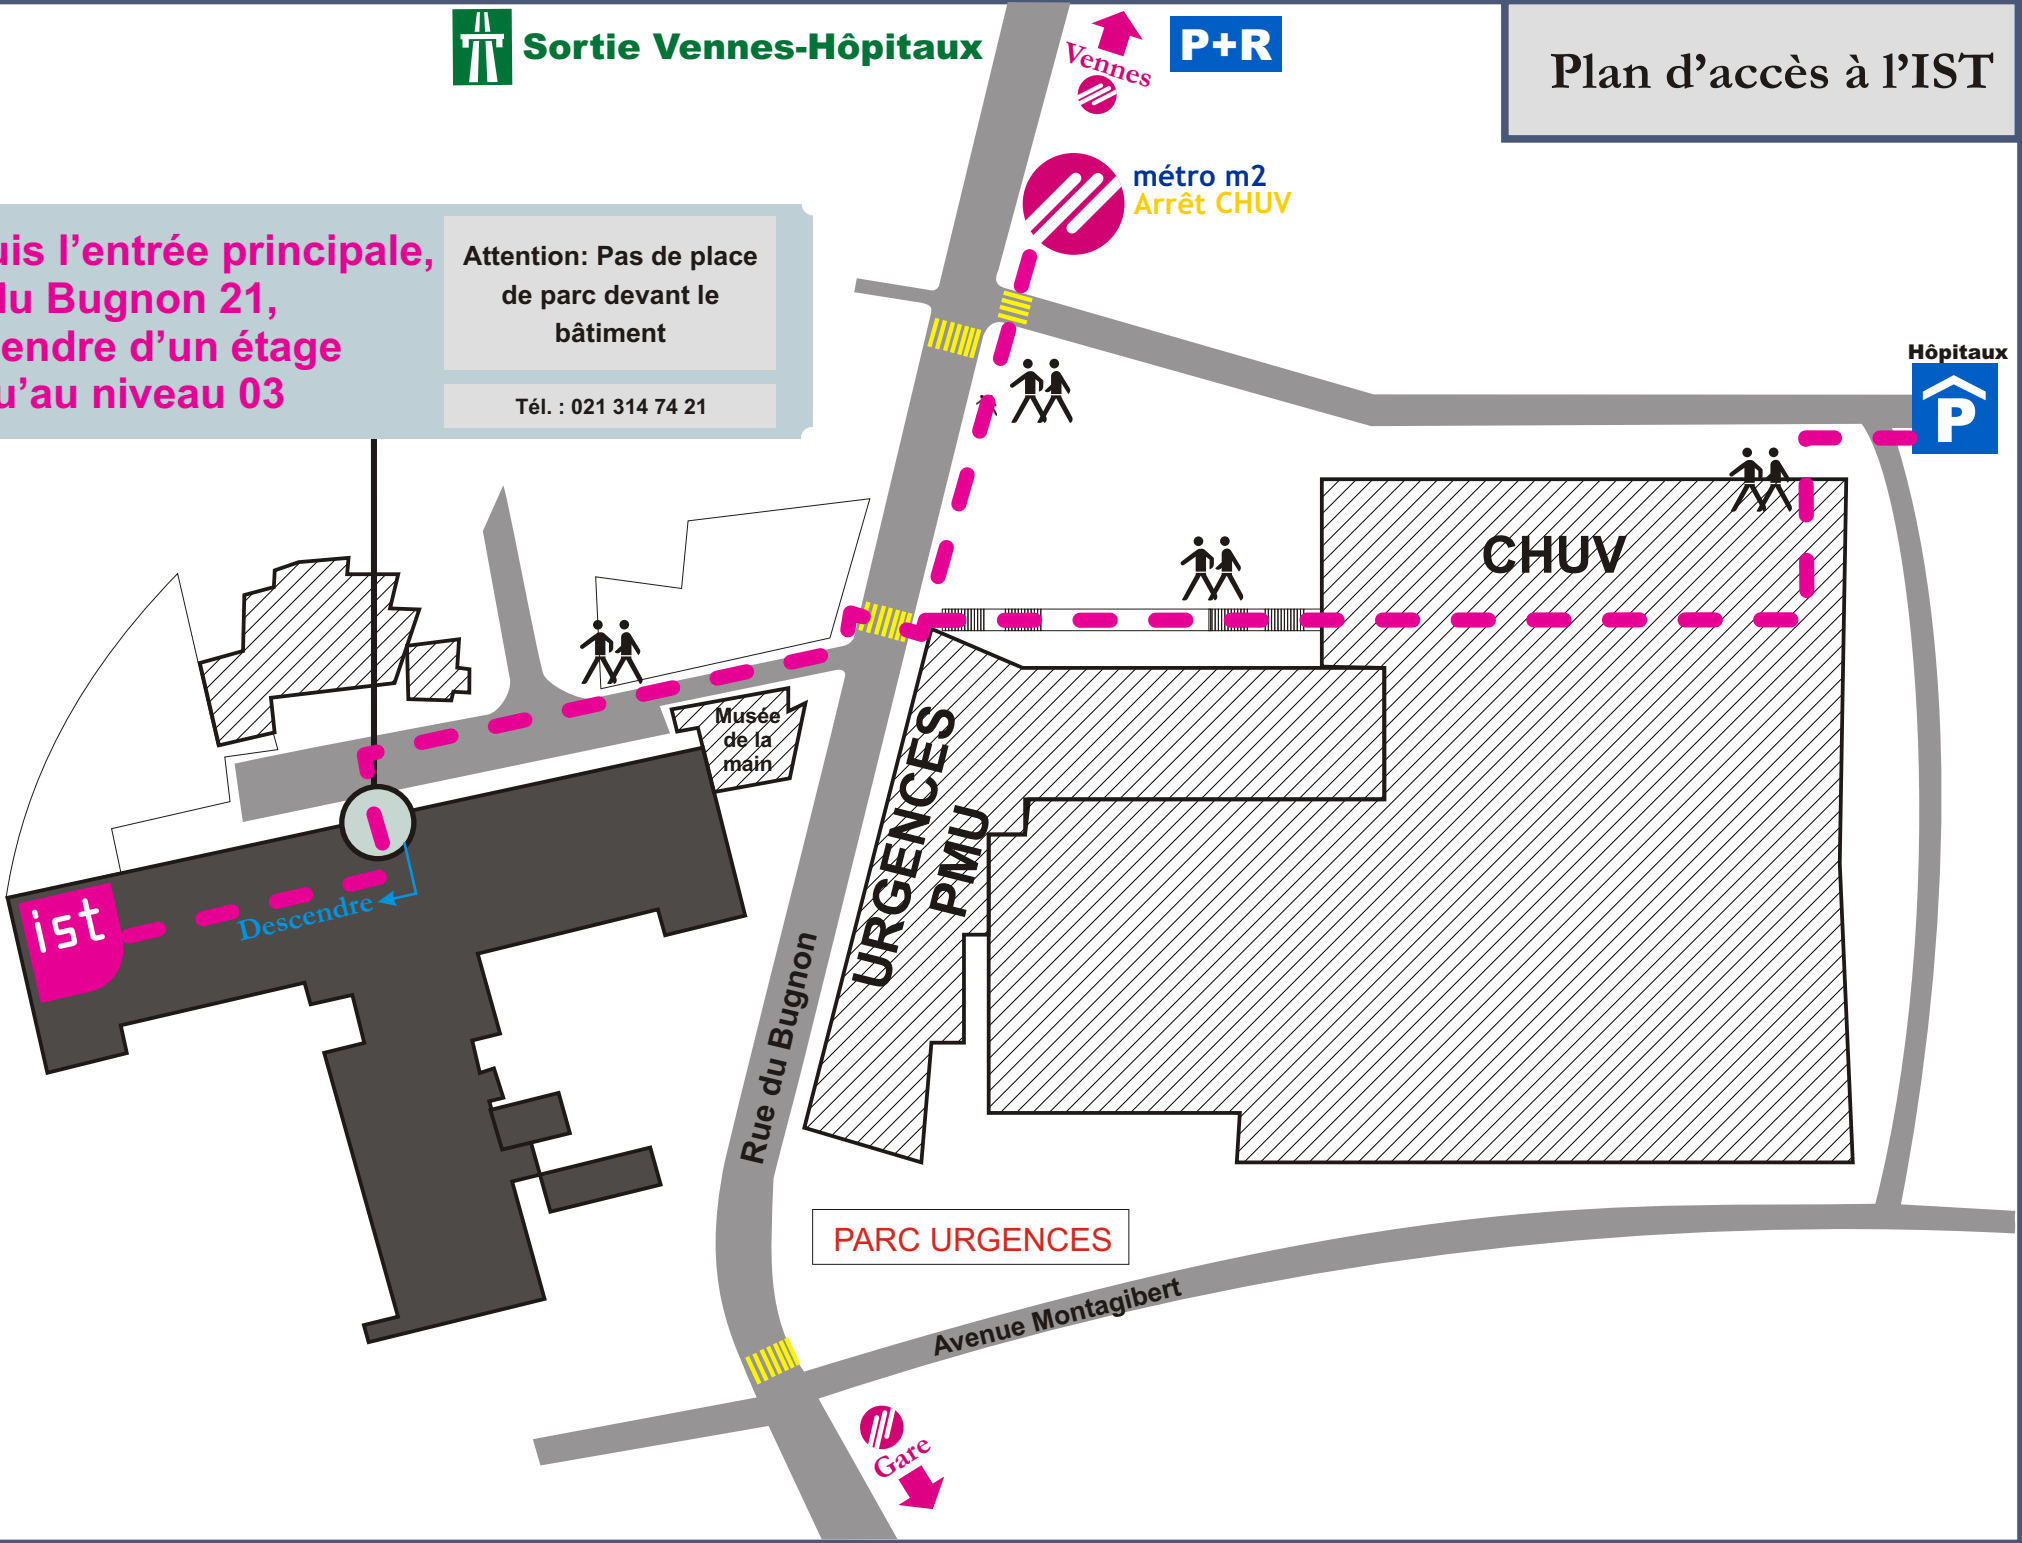 Sortie Vennes-Hôpitaux
Vennes
P+R
Plan d’accès à l’IST
métro m2
Arrêt CHUV
uis l’entrée principale,
du Bugnon 21,
endre d’un étage
u’au niveau 03
Attention: Pas de place
de parc devant le
bâtiment
Tél. : 021 314 74 21
Hôpitaux
P
CHUV
Musée
de la
main
URGENCES
PMU
ist
Descendre
Rue du Bugnon
PARC URGENCES
Avenue Montagibert
Gare